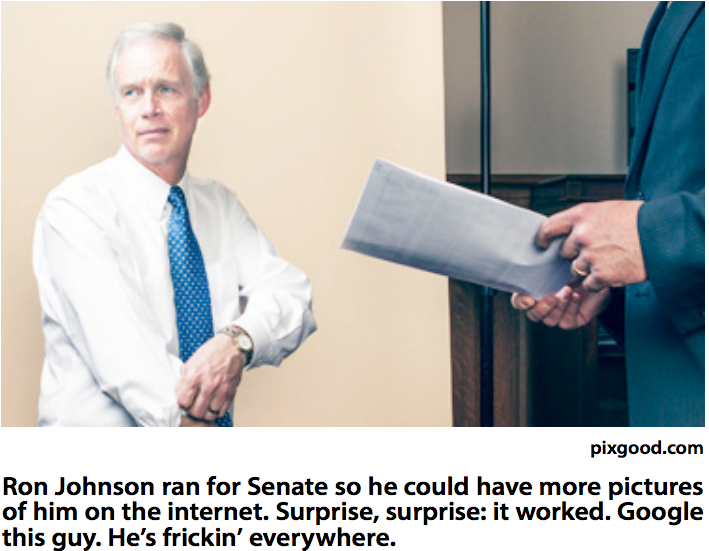 pixgood.com
Ron Johnson ran for Senate so he could have more pictures
of him on the internet. Surprise, surprise: it worked. Google
this guy. He’s frickin’ everywhere.